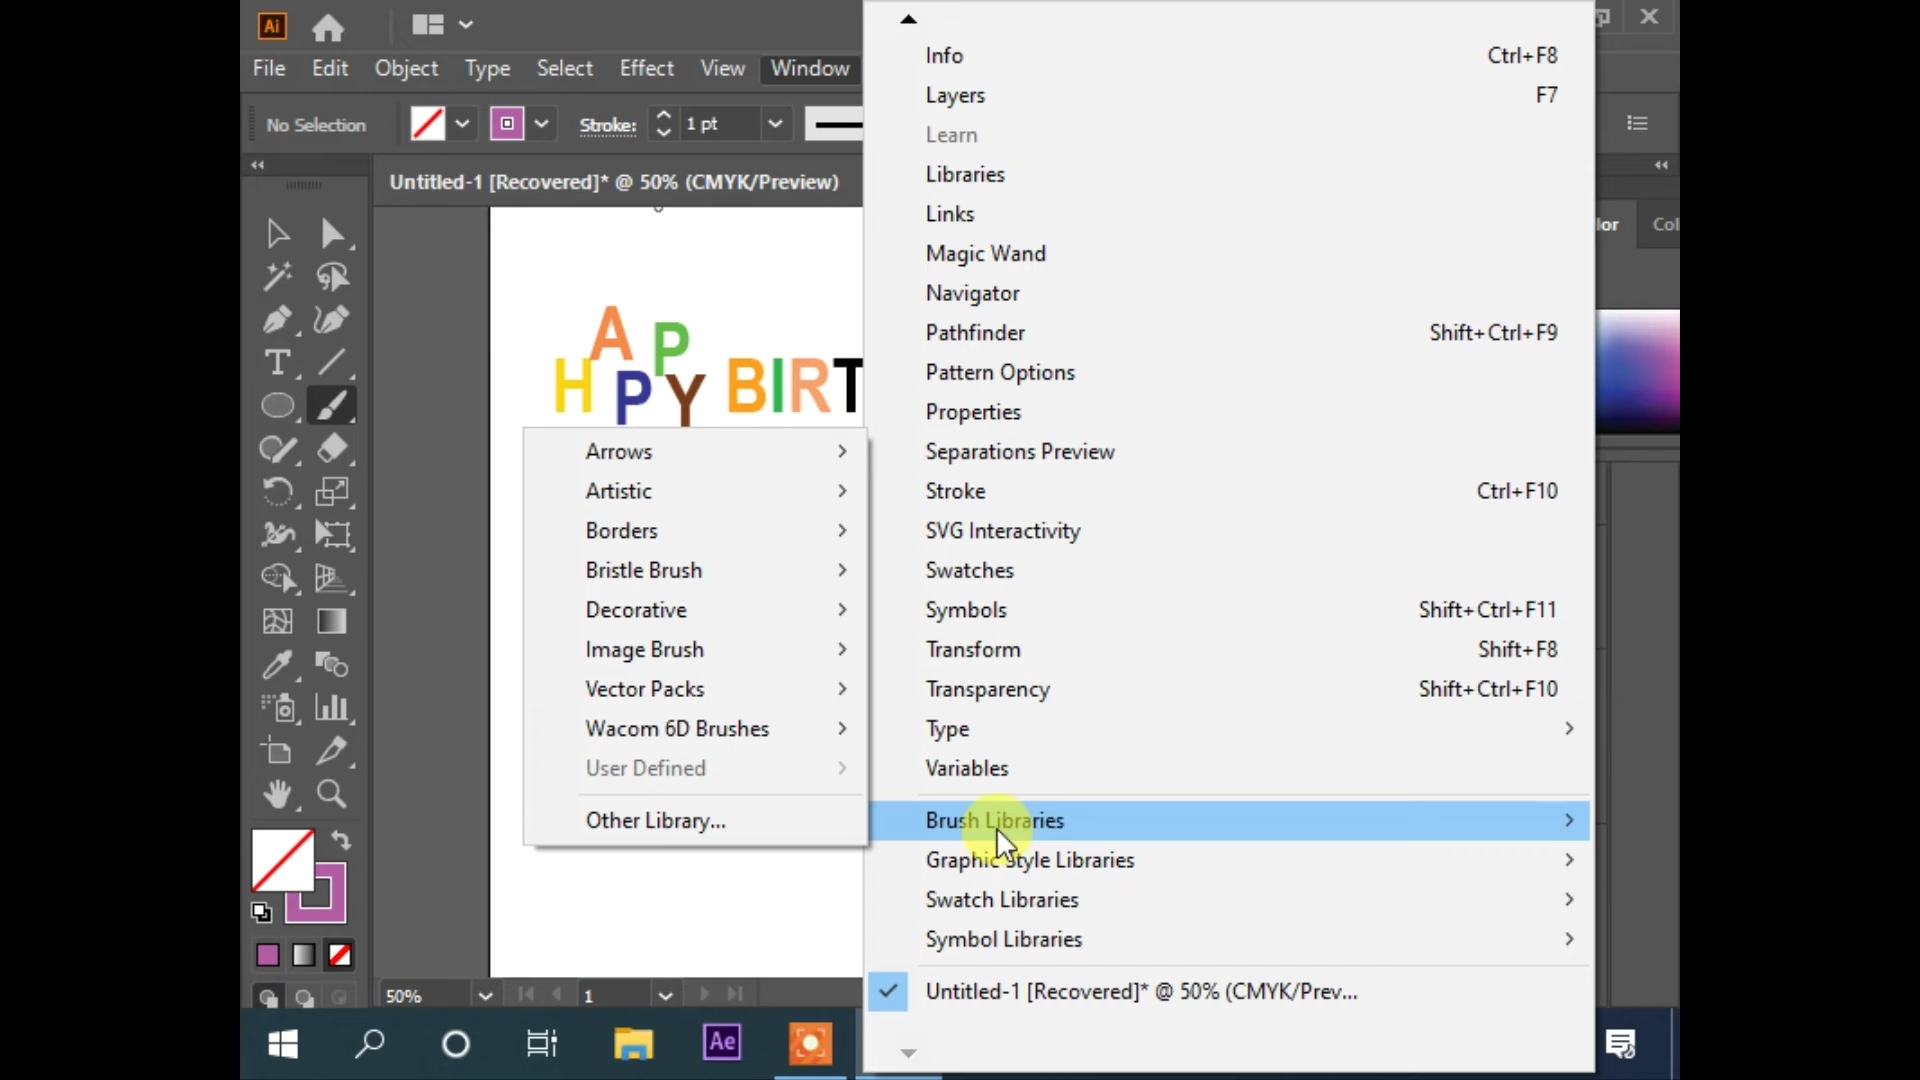 Ai
File Edit Object Type Select Effect View Window
No Selection Stroke: 1 pt
Untitled-1 [Recovered]* @ 50% (CMYK/Preview)
lor Col
HAPPY BIRT
Info Ctrl+F8
Layers F7
Learn
Libraries
Links
Magic Wand
Navigator
Pathfinder Shift+Ctrl+F9
Pattern Options
Properties
Separations Preview
Stroke Ctrl+F10
SVG Interactivity
Swatches
Symbols Shift+Ctrl+F11
Transform Shift+F8
Transparency Shift+Ctrl+F10
Type
Variables
Brush Libraries
Graphic Style Libraries
Swatch Libraries
Symbol Libraries
Untitled-1 [Recovered]* @ 50% (CMYK/Prev...
Arrows
Artistic
Borders
Bristle Brush
Decorative
Image Brush
Vector Packs
Wacom 6D Brushes
User Defined
Other Library...
50% 1
Ae